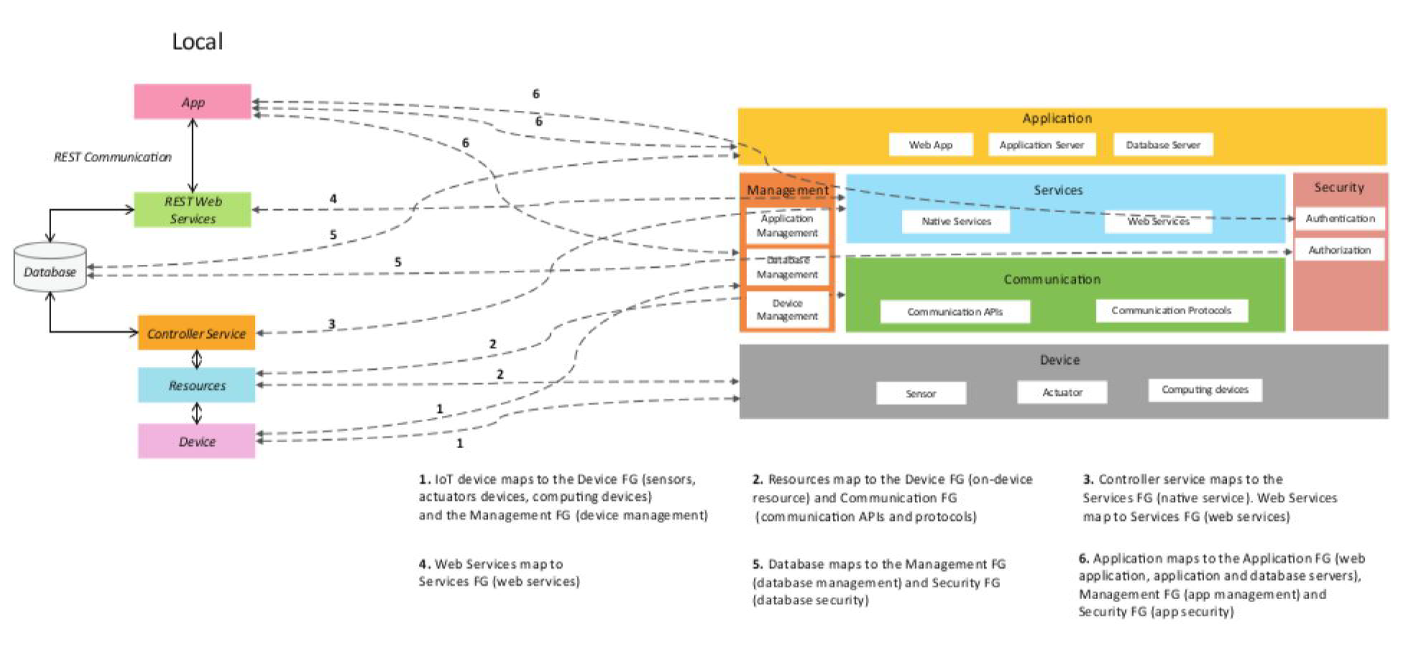 Local
App
REST Communication
REST Web
Services
Database
Controller Service
Resources
Device
6
6
6
4
5
5
3
2
2
1
1
Application
Web App
Application Server
Database Server
Management
Application
Management
Database
Management
Device
Management
Services
Native Services
Web Services
Security
Authentication
Authorization
Communication
Communication APIs
Communication Protocols
Device
Sensor
Actuator
Computing devices
1. IoT device maps to the Device FG (sensors,
actuators devices, computing devices)
and the Management FG (device management)
2. Resources map to the Device FG (on-device
resource) and Communication FG
(communication APIs and protocols)
3. Controller service maps to the
Services FG (native service). Web Services
map to Services FG (web services)
4. Web Services map to
Services FG (web services)
5. Database maps to the Management FG
(database management) and Security FG
(database security)
6. Application maps to the Application FG (web
application, application and database servers),
Management FG (app management) and
Security FG (app security)